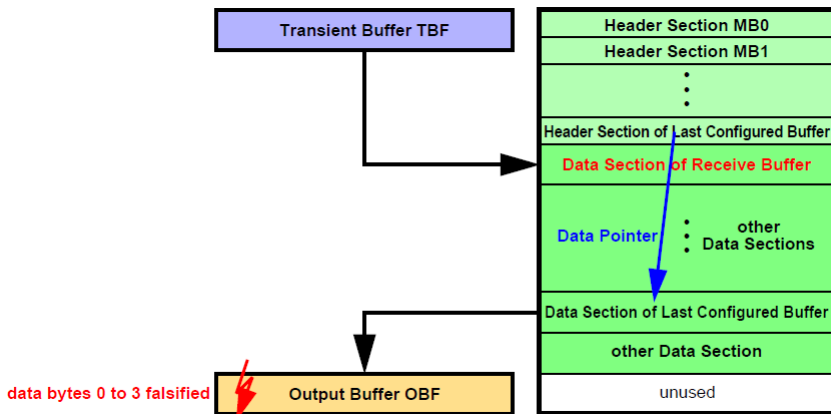 Transient Buffer TBF
Header Section MB0
Header Section MB1
Header Section of Last Configured Buffer
Data Section of Receive Buffer
Data Pointer
other
Data Sections
Data Section of Last Configured Buffer
other Data Section
data bytes 0 to 3 falsified
Output Buffer OBF
unused